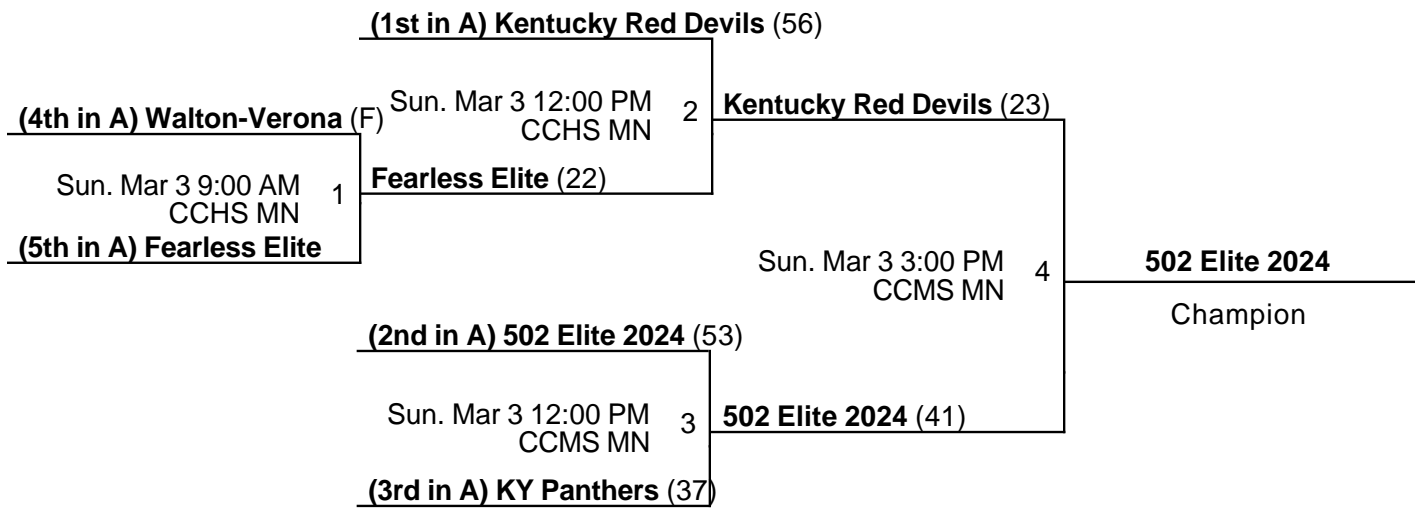 (1st in A) Kentucky Red Devils (56)
(4th in A) Walton-Verona (F)
Sun. Mar 3 12:00 PM
CCHS MN
2
Kentucky Red Devils (23)
Sun. Mar 3 9:00 AM
CCHS MN
1
Fearless Elite (22)
(5th in A) Fearless Elite
Sun. Mar 3 3:00 PM
CCMS MN
4
502 Elite 2024
Champion
(2nd in A) 502 Elite 2024 (53)
Sun. Mar 3 12:00 PM
CCMS MN
3
502 Elite 2024 (41)
(3rd in A) KY Panthers (37)